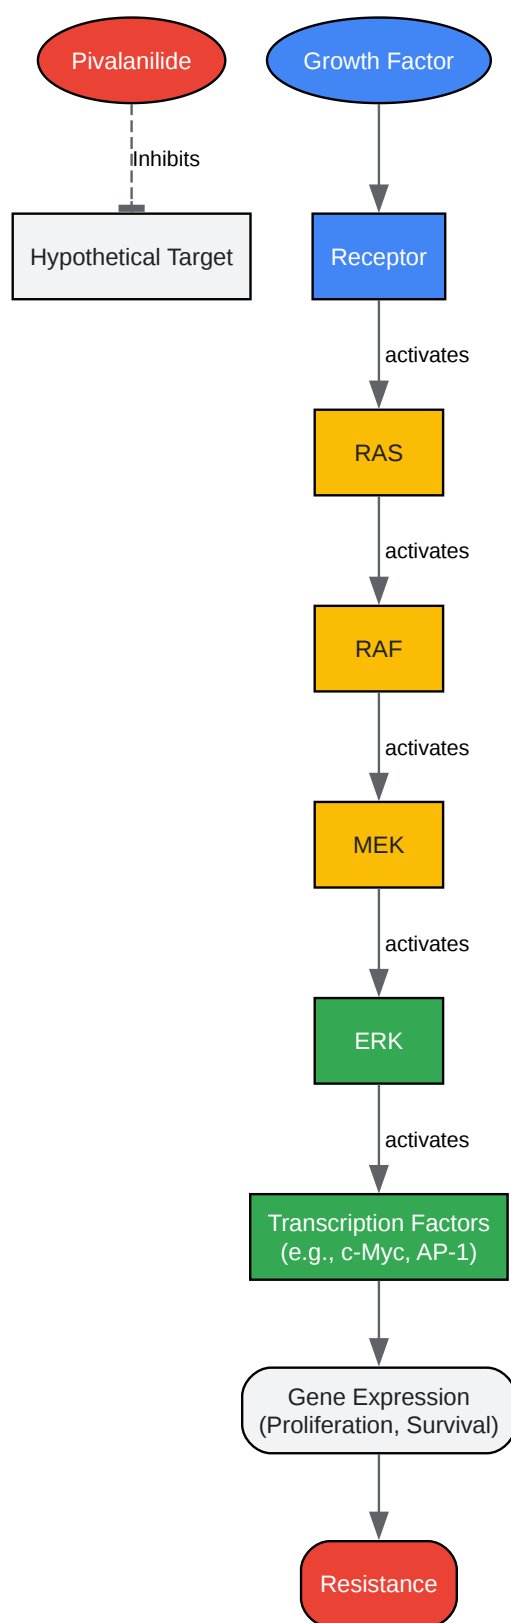 Pivalanilide
Growth Factor
Inhibits
Hypothetical Target
Receptor
activates
RAS
activates
RAF
activates
MEK
activates
ERK
activates
Transcription Factors
(e.g., c-Myc, AP-1)
Gene Expression
(Proliferation, Survival)
Resistance